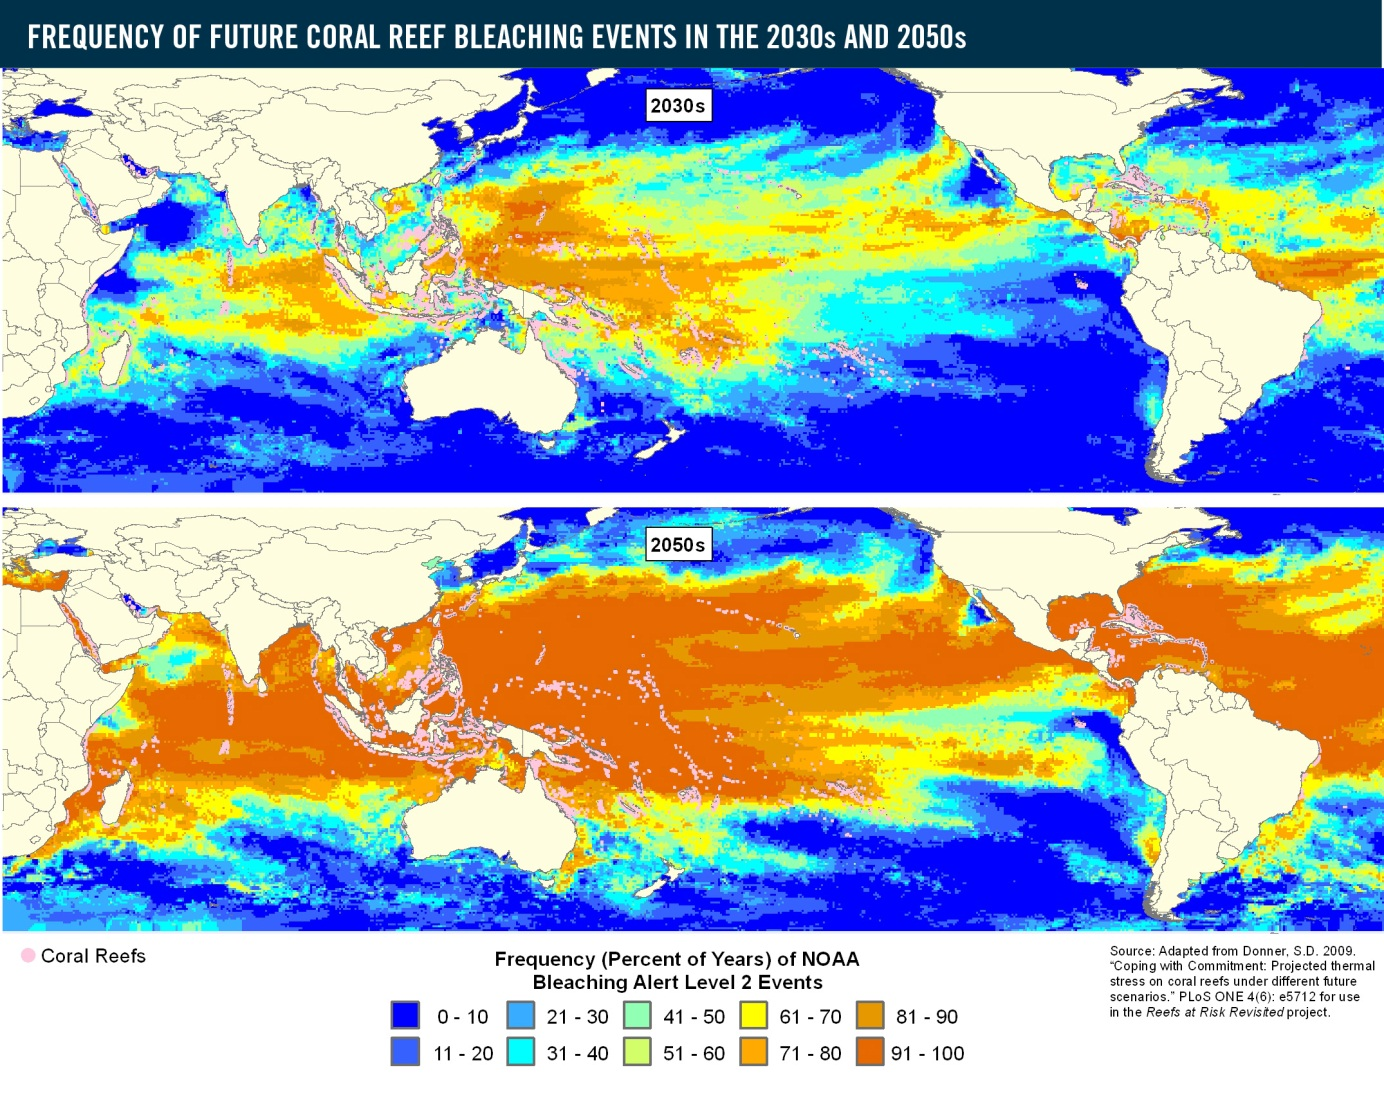 FREQUENCY OF FUTURE CORAL REEF BLEACHING EVENTS IN THE 2030s AND 2050s
2030s
2050s
Coral Reefs
Frequency (Percent of Years) of NOAA
Bleaching Alert Level 2 Events
0 - 10
21 - 30
41 - 50
61 - 70
81 - 90
11 - 20
31 - 40
51 - 60
71 - 80
91 - 100
Source: Adapted from Donner, S.D. 2009.
“Coping with Commitment: Projected thermal
stress on coral reefs under different future
scenarios.” PLoS ONE 4(6): e5712 for use
in the Reefs at Risk Revisited project.